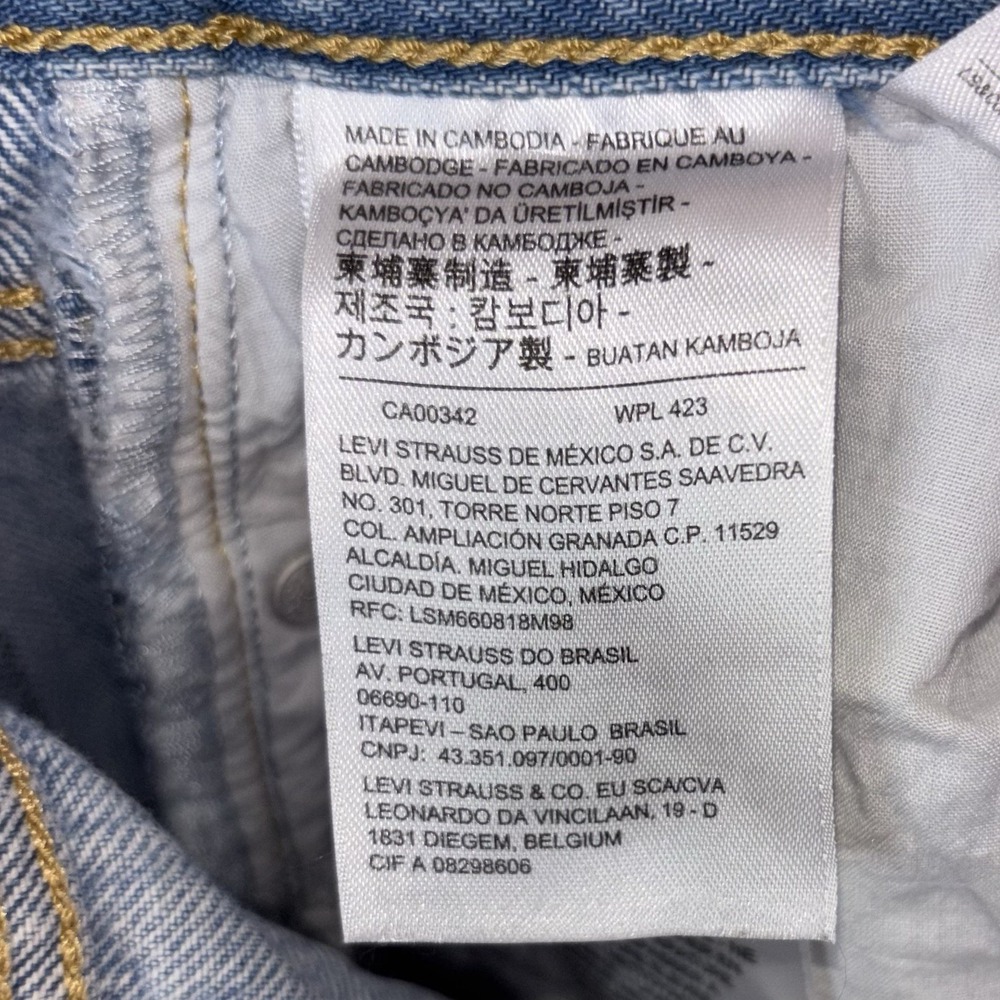 MADE IN CAMBODIA - FABRIQUE AU
CAMBODGE - FABRICADO EN CAMBOYA -
FABRICADO NO CAMBOJA -
KAMBOÇYA' DA ÜRETİLMİŞTİR -
СДЕЛАНО В КАМБОДЖЕ -
柬埔寨制造 - 柬埔寨製 -
제조국 : 캄보디아 -
カンボジア製 - BUATAN KAMBOJA
CA00342 WPL 423
LEVI STRAUSS DE MÉXICO S.A. DE C.V.
BLVD. MIGUEL DE CERVANTES SAAVEDRA
NO. 301, TORRE NORTE PISO 7
COL. AMPLIACIÓN GRANADA C.P. 11529
ALCALDÍA. MIGUEL HIDALGO
CIUDAD DE MÉXICO, MÉXICO
RFC: LSM660818M98
LEVI STRAUSS DO BRASIL
AV. PORTUGAL, 400
06690-110
ITAPEVI – SAO PAULO BRASIL
CNPJ: 43.351.097/0001-90
LEVI STRAUSS & CO. EU SCA/CVA
LEONARDO DA VINCILAAN, 19 - D
1831 DIEGEM, BELGIUM
CIF A 08298606